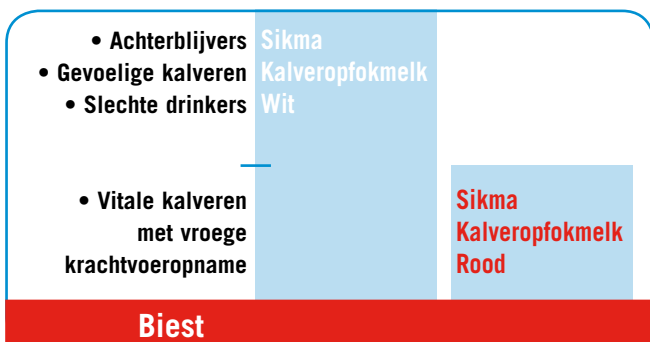 • Achterblijvers
• Gevoelige kalveren
• Slechte drinkers
Sikma
Kalveropfokmelk
Wit
• Vitale kalveren
met vroege
krachtvoeropname
Sikma
Kalveropfokmelk
Rood
Biest